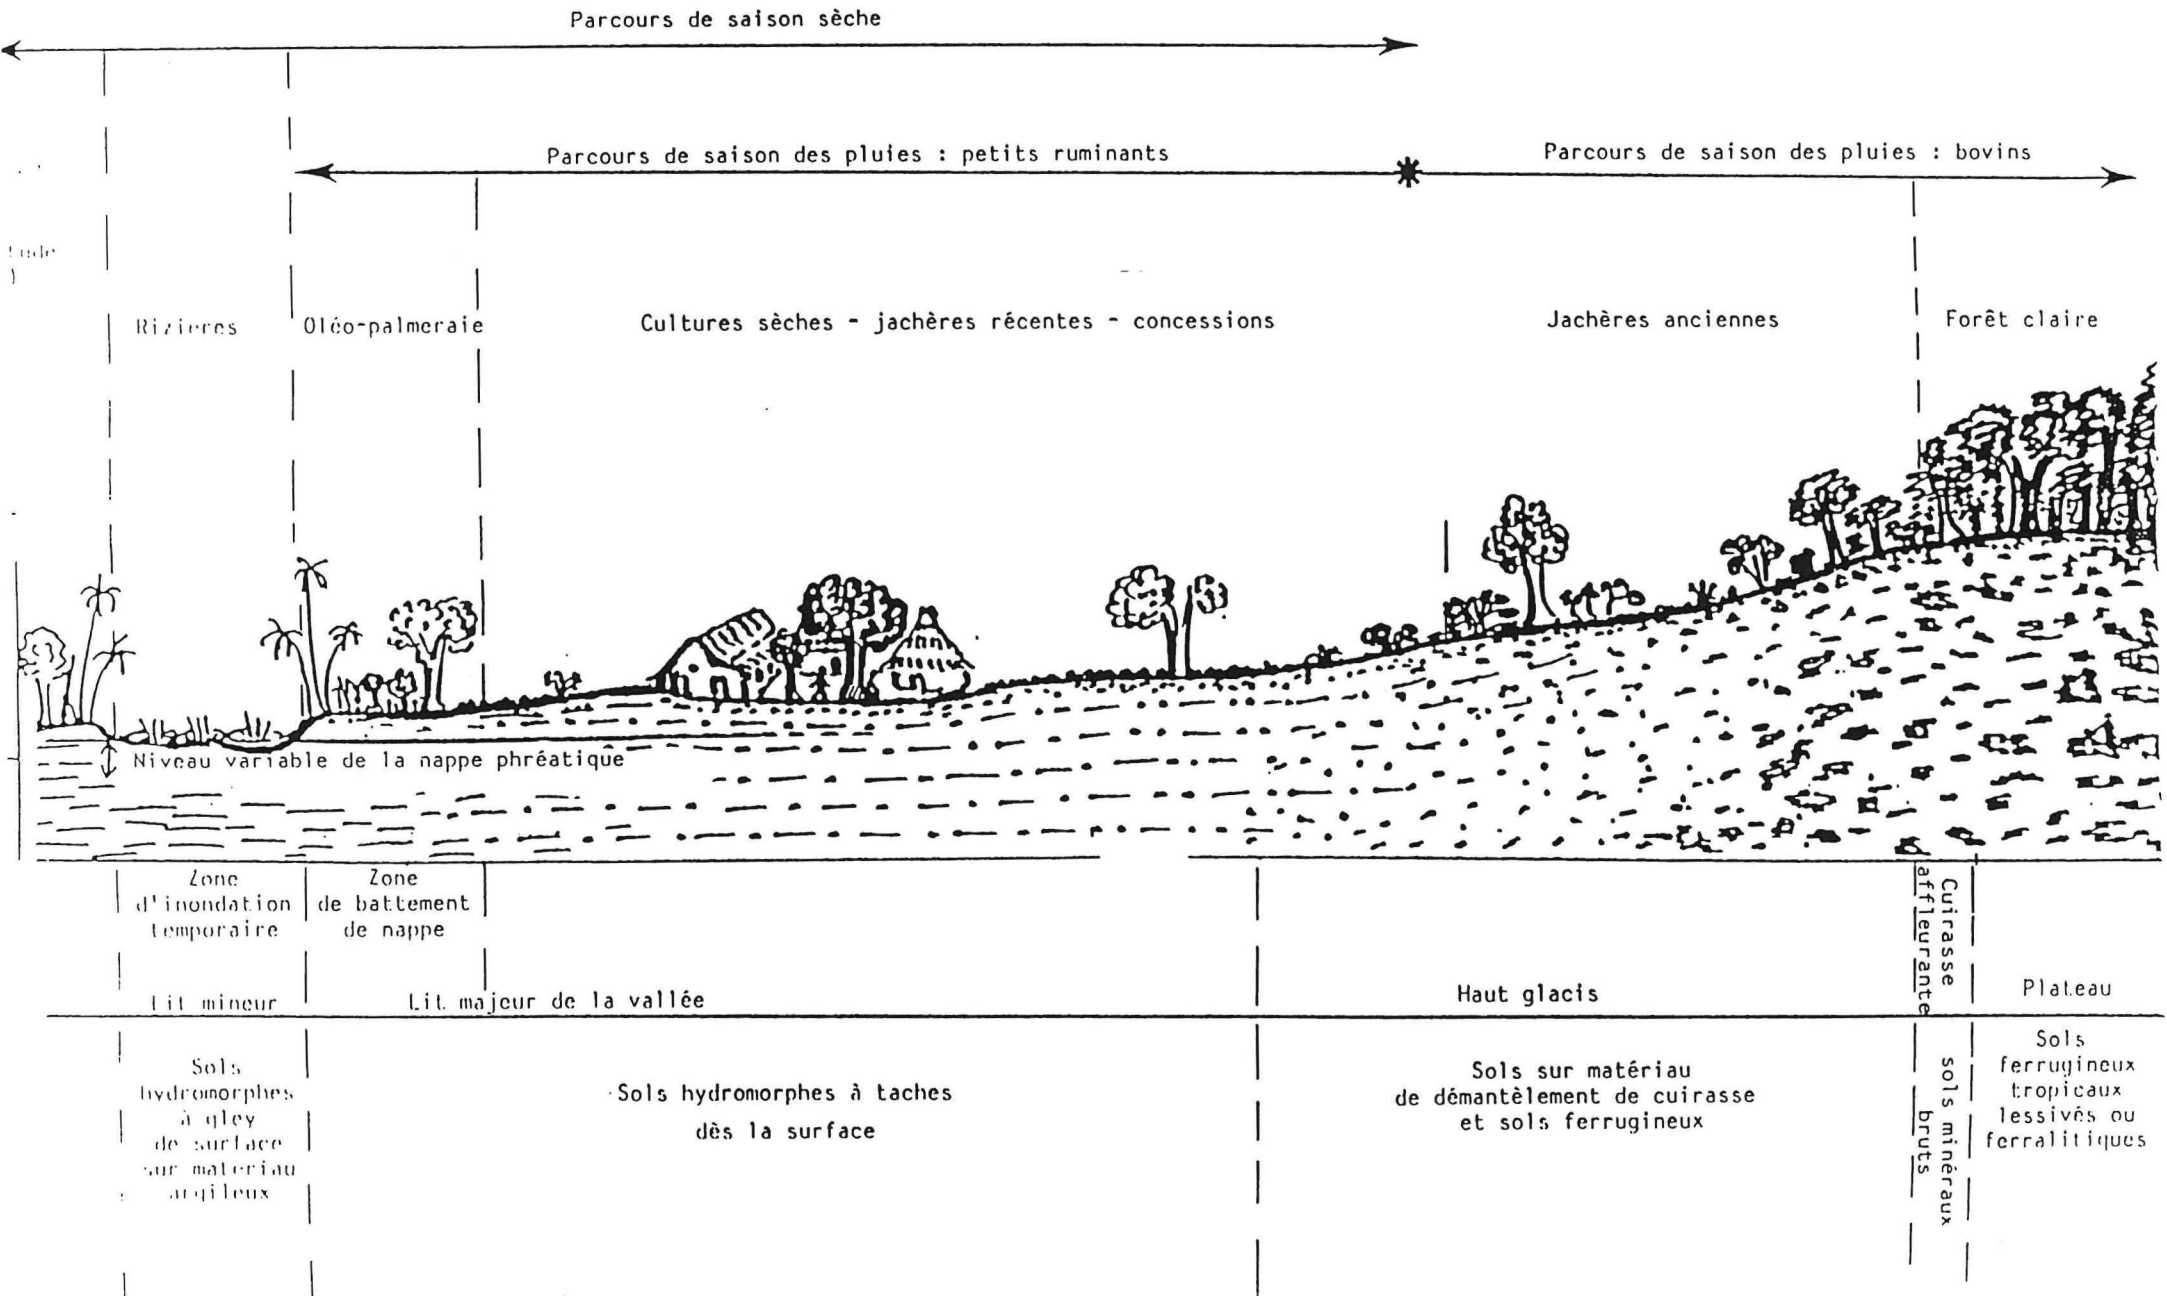 Parcours de saison sèche
Parcours de saison des pluies : petits ruminants
Parcours de saison des pluies : bovins
Rizieres
Oléo-palmeraie
Cultures sèches - jachères récentes - concessions
Jachères anciennes
Forêt claire
Niveau variable de la nappe phréatique
Zone
d'inondation
temporaire
Zone
de battement
de nappe
Cuirasse
affleurante
Lit mineur
Lit majeur de la vallée
Haut glacis
Plateau
Sols
hydromorphes
à gley
de surface
sur materiau
argileux
Sols hydromorphes à taches
dès la surface
Sols sur matériau
de démantèlement de cuirasse
et sols ferrugineux
sols minéraux
bruts
Sols
ferrugineux
tropicaux
lessivés ou
ferralitiques